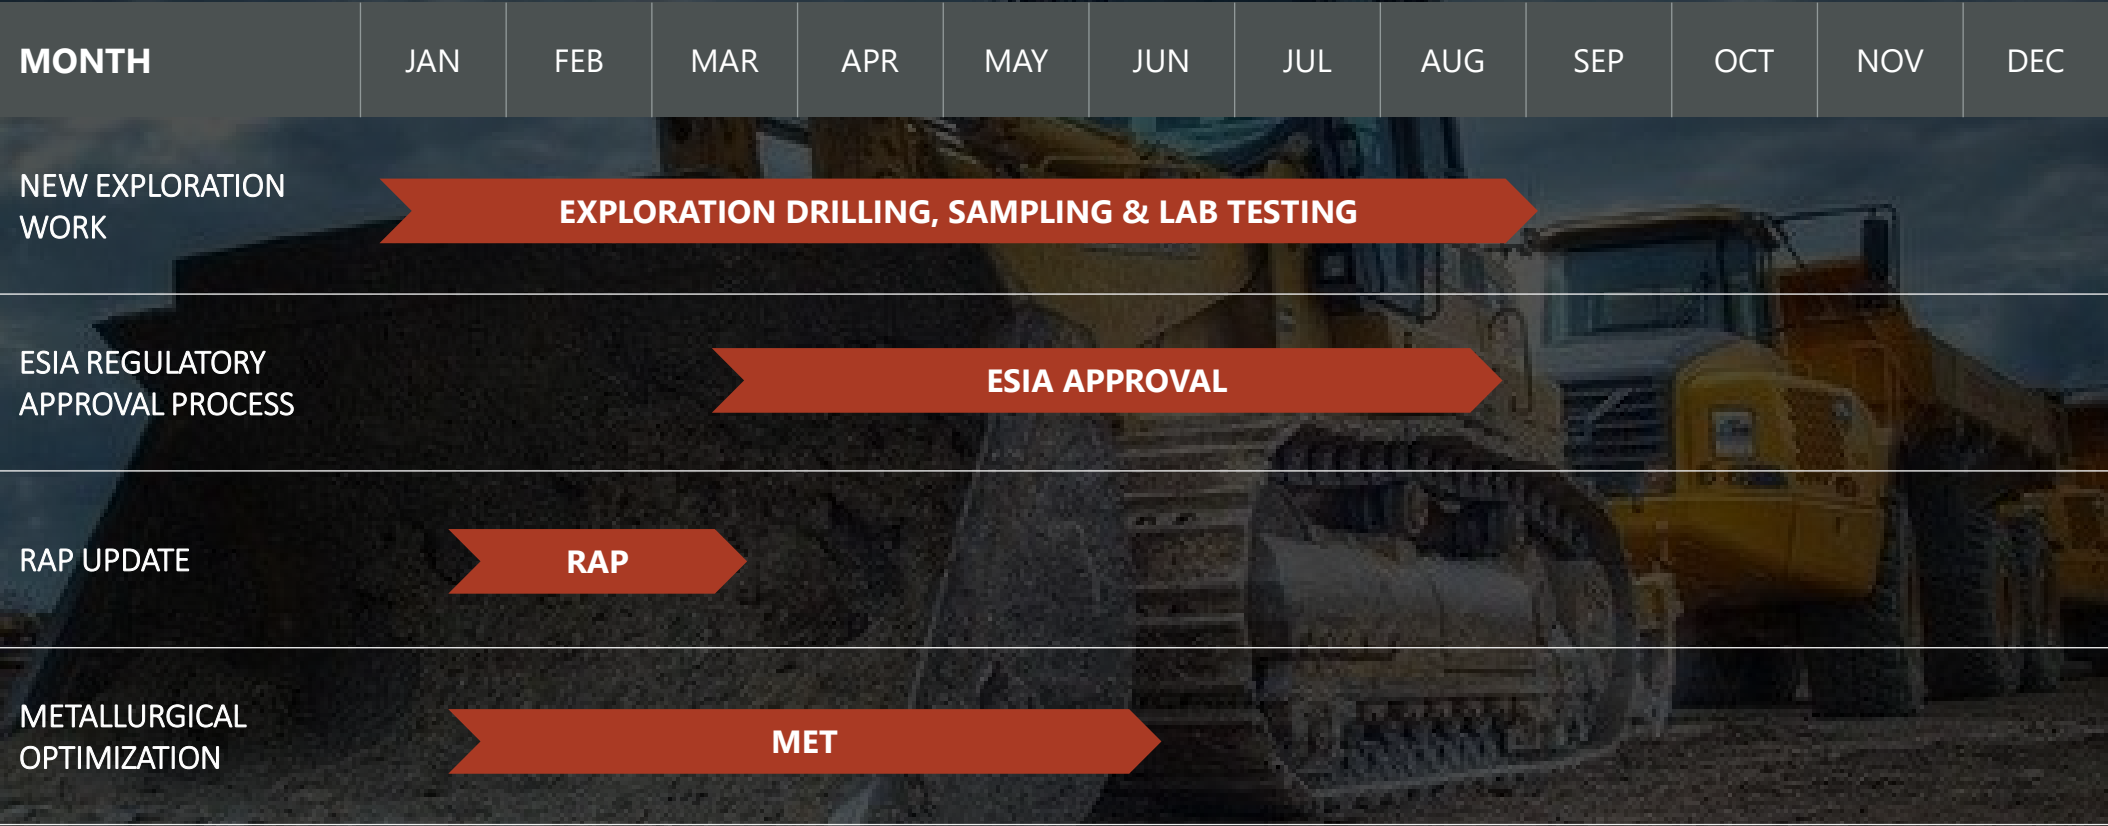 MONTH JAN FEB MAR APR MAY JUN JUL AUG SEP OCT NOV DEC
NEW EXPLORATION
WORK
EXPLORATION DRILLING, SAMPLING & LAB TESTING
ESIA REGULATORY
APPROVAL PROCESS
ESIA APPROVAL
RAP UPDATE
RAP
METALLURGICAL
OPTIMIZATION
MET